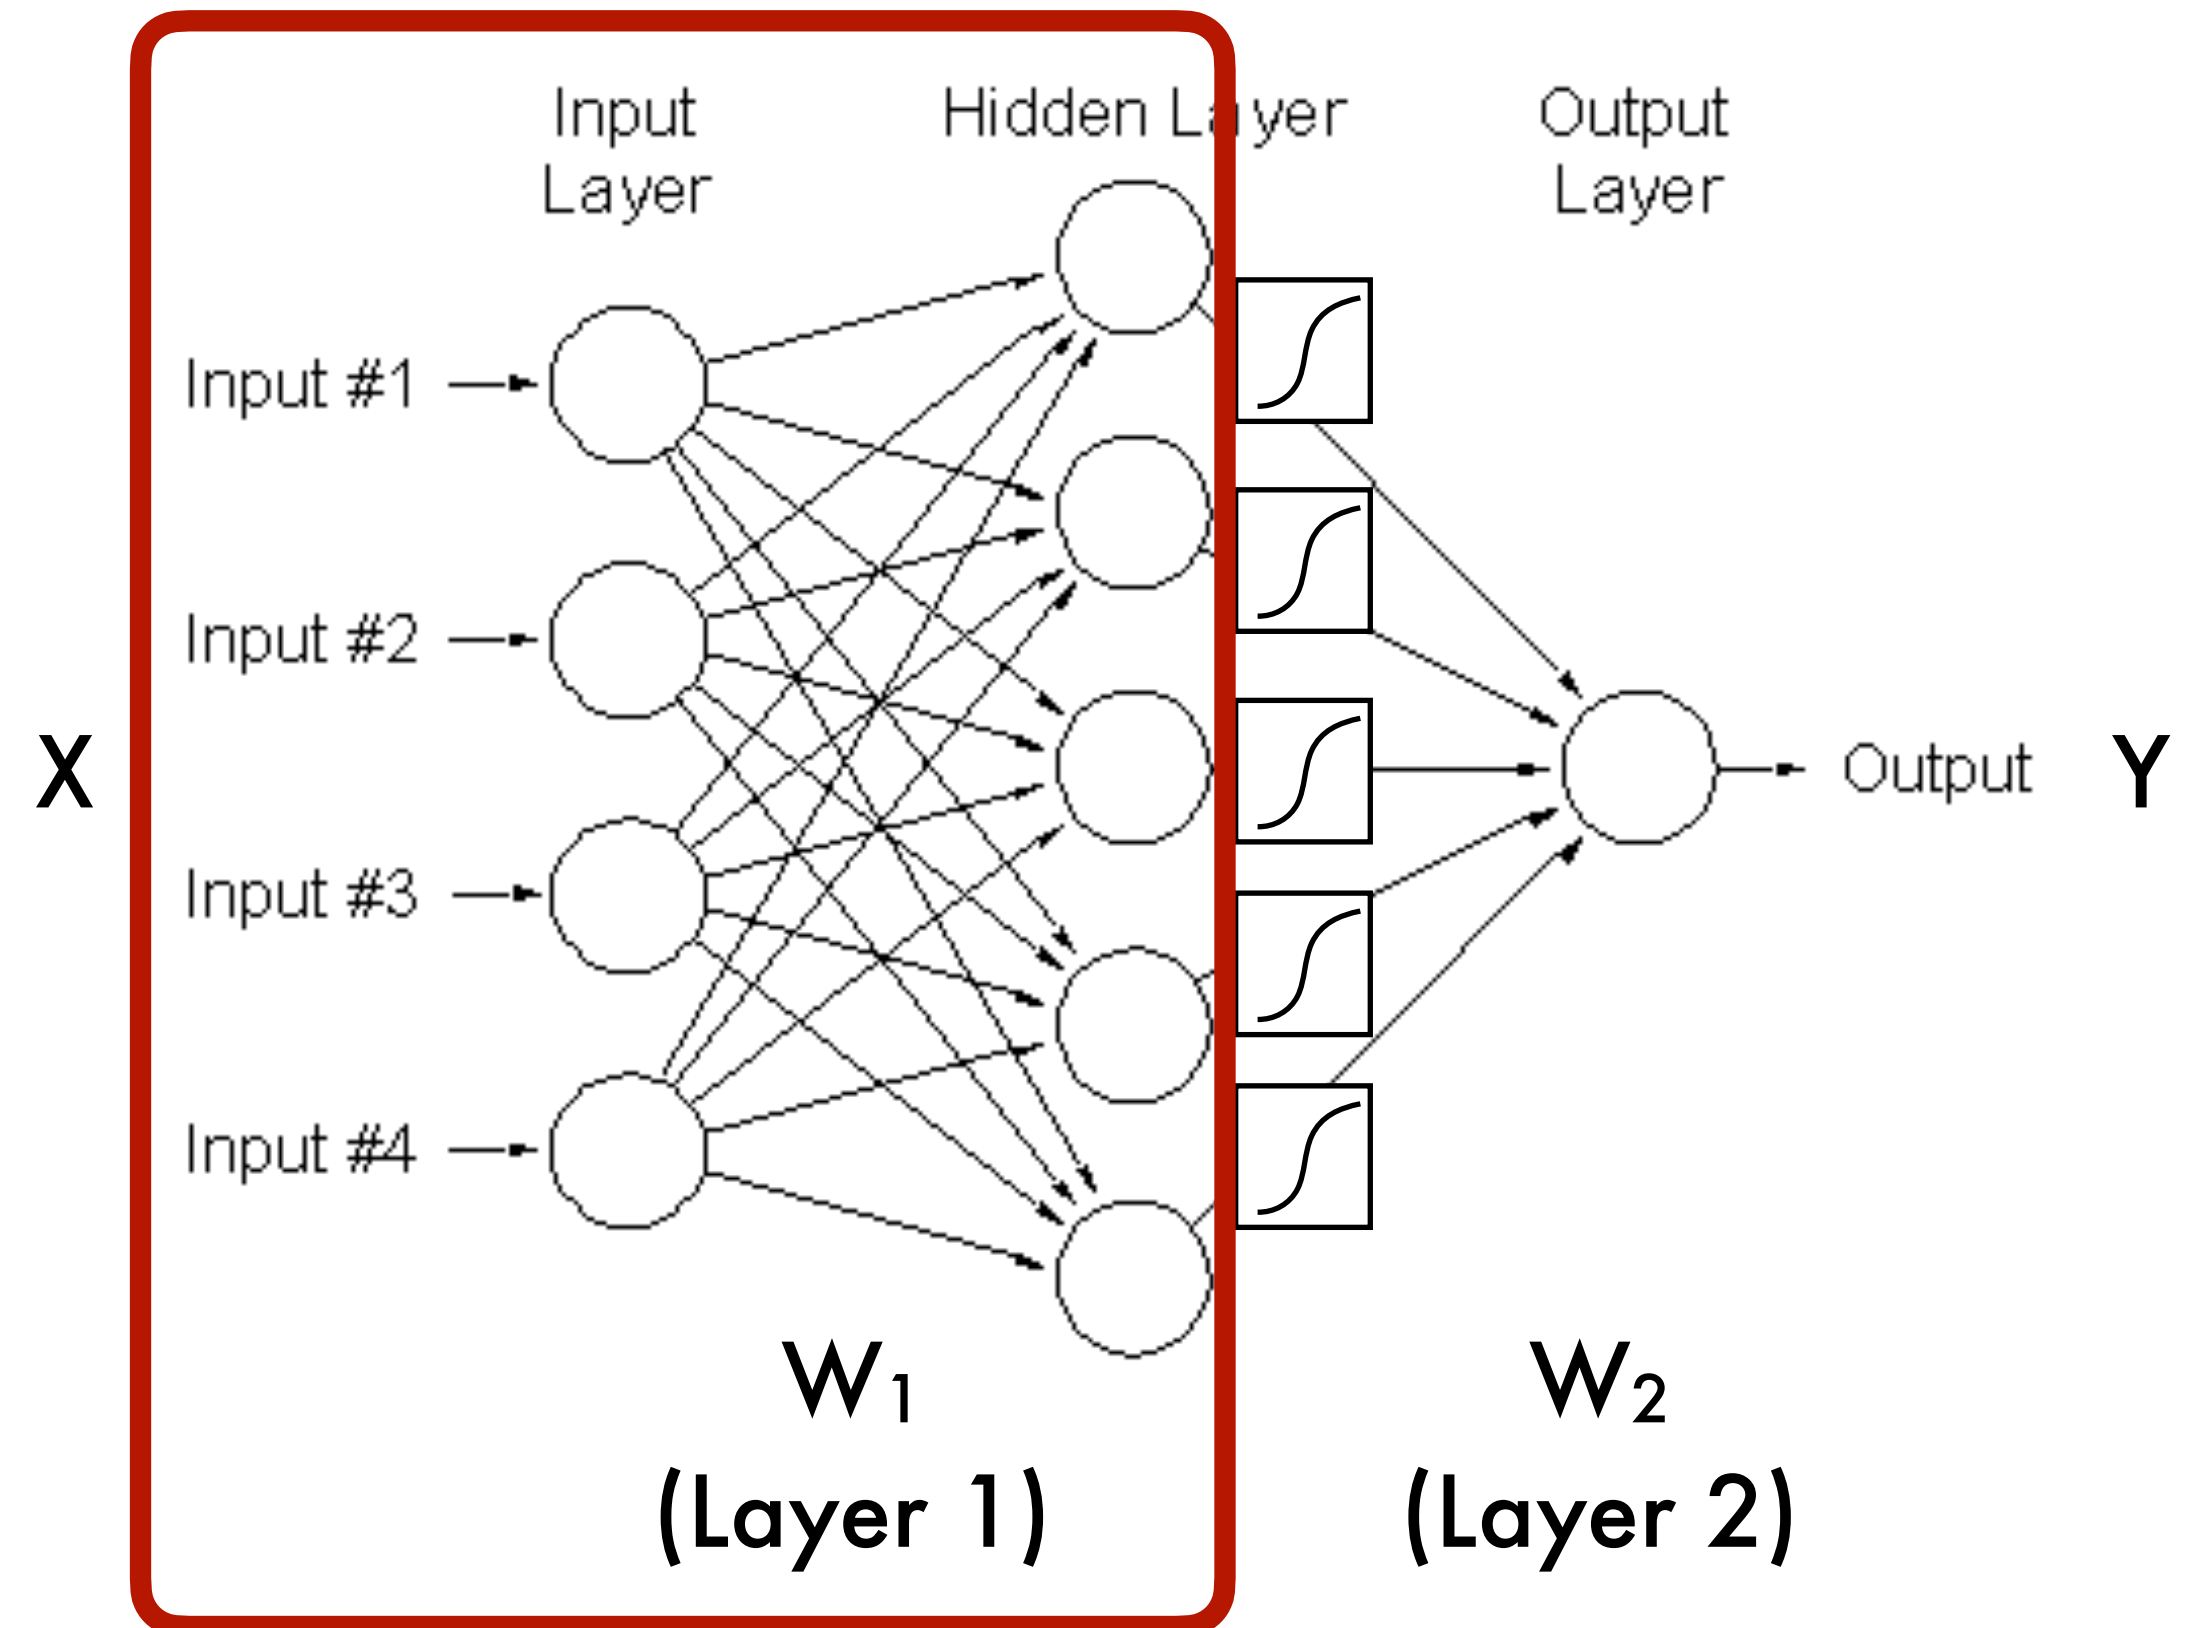 Input Layer
Hidden Layer
Output Layer
Input #1
Input #2
X
Output
Y
Input #3
Input #4
W1
W2
(Layer 1)
(Layer 2)